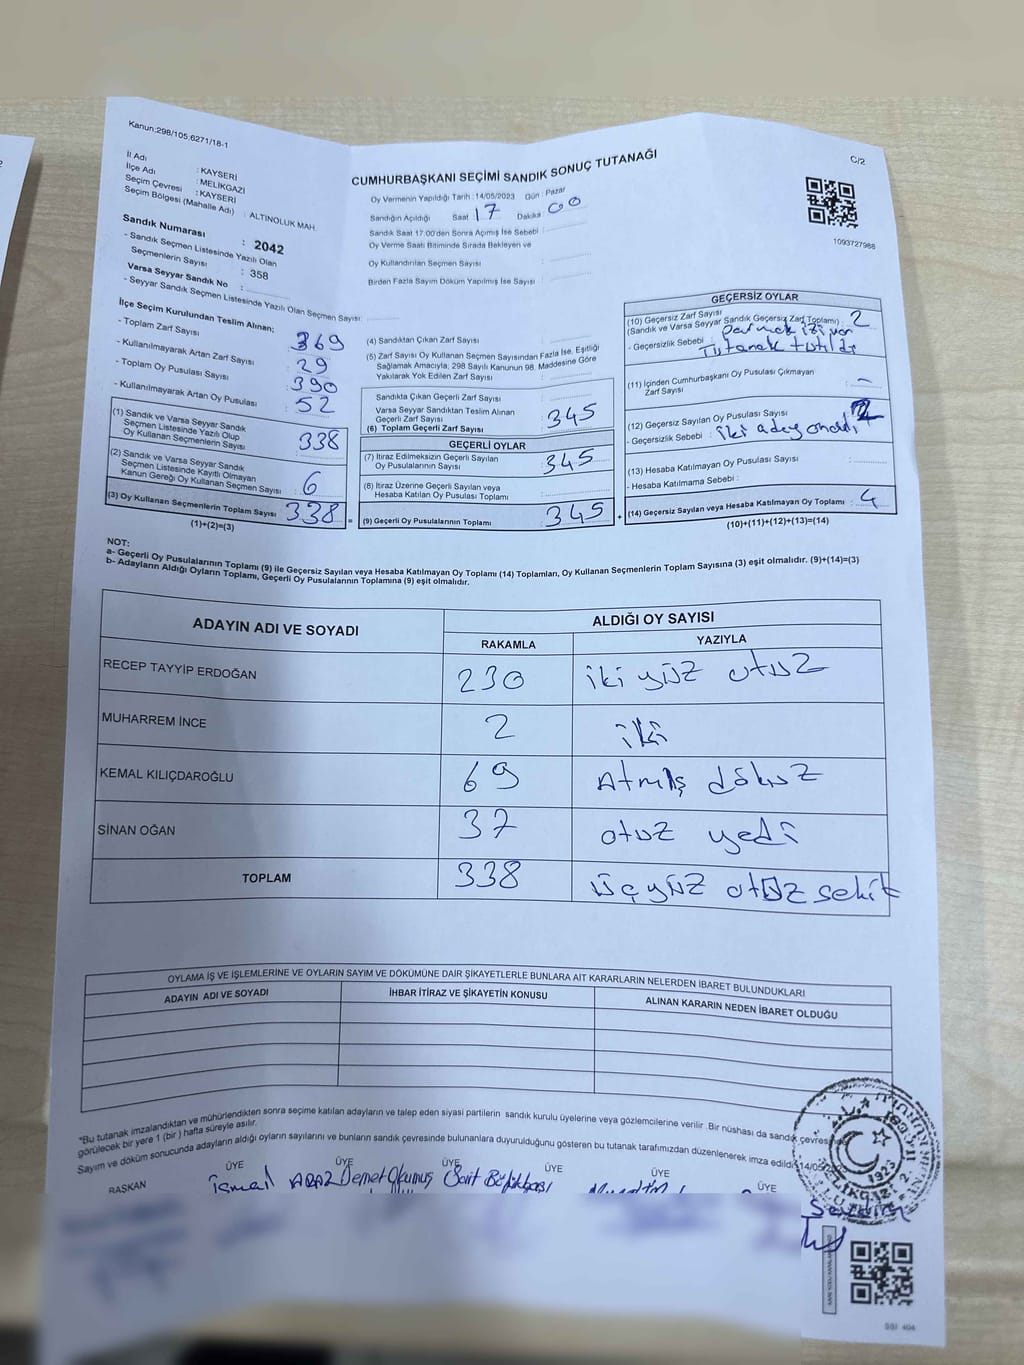 Kanun;298/105;6271/18-1
C/2
İl Adı : KAYSERİ
İlçe Adı : MELİKGAZİ
Seçim Çevresi : KAYSERİ
Seçim Bölgesi (Mahalle Adı) : ALTINOLUK MAH.
Sandık Numarası : 2042
- Sandık Seçmen Listesinde Yazılı Olan
Seçmenlerin Sayısı : 358
Varsa Seyyar Sandık No :
- Seyyar Sandık Seçmen Listesinde Yazılı Olan Seçmen Sayısı:
CUMHURBAŞKANI SEÇİMİ SANDIK SONUÇ TUTANAĞI
Oy Vermenin Yapıldığı Tarih : 14/05/2023 Gün : Pazar
Sandığın Açıldığı Saat : 17 Dakika : 00
Sandık Saat 17:00'den Sonra Açımış İse Sebebi :
Oy Verme Saati Bitiminde Sırada Bekleyen ve
Oy Kullandırılan Seçmen Sayısı :
Birden Fazla Sayım Döküm Yapılmış İse Sayısı :
1093727988
İlçe Seçim Kurulundan Teslim Alınan;
- Toplam Zarf Sayısı : 369
- Kullanılmayarak Artan Zarf Sayısı : 29
- Toplam Oy Pusulası Sayısı : 390
- Kullanılmayarak Artan Oy Pusulası : 52
(1) Sandık ve Varsa Seyyar Sandık
Seçmen Listesinde Yazılı Olup
Oy Kullanan Seçmenlerin Sayısı : 338
(2) Sandık ve Varsa Seyyar Sandık
Seçmen Listesinde Kayıtlı Olmayan
Kanun Gereği Oy Kullanan Seçmen Sayısı : 6
(3) Oy Kullanan Seçmenlerin Toplam Sayısı : 338
(1)+(2)=(3)
(4) Sandıktan Çıkan Zarf Sayısı :
(5) Zarf Sayısı Oy Kullanan Seçmen Sayısından Fazla İse, Eşitliği
Sağlamak Amacıyla; 298 Sayılı Kanunun 98. Maddesine Göre
Yakılarak Yok Edilen Zarf Sayısı :
Sandıkta Çıkan Geçerli Zarf Sayısı :
Varsa Seyyar Sandıktan Teslim Alınan
Geçerli Zarf Sayısı :
(6) Toplam Geçerli Zarf Sayısı : 345
GEÇERLİ OYLAR
(7) İtiraz Edilmeksizin Geçerli Sayılan
Oy Pusulalarının Sayısı : 345
(8) İtiraz Üzerine Geçerli Sayılan veya
Hesaba Katılan Oy Pusulası Toplamı :
= (9) Geçerli Oy Pusulalarının Toplamı : 345 +
GEÇERSİZ OYLAR
(10) Geçersiz Zarf Sayısı
(Sandık ve Varsa Seyyar Sandık Geçersiz Zarf Toplamı) : 2
- Geçersizlik Sebebi : parmak izi var
Tutanak tutıldı
(11) İçinden Cumhurbaşkanı Oy Pusulası Çıkmayan
Zarf Sayısı : -
(12) Geçersiz Sayılan Oy Pusulası Sayısı : 2
- Geçersizlik Sebebi : iki aday
(13) Hesaba Katılmayan Oy Pusulası Sayısı :
- Hesaba Katılmama Sebebi :
(14) Geçersiz Sayılan veya Hesaba Katılmayan Oy Toplamı : 4
(10)+(11)+(12)+(13)=(14)
NOT:
a- Geçerli Oy Pusulalarının Toplamı (9) ile Geçersiz Sayılan veya Hesaba Katılmayan Oy Toplamı (14) Toplamları, Oy Kullanan Seçmenlerin Toplam Sayısına (3) eşit olmalıdır. (9)+(14)=(3)
b- Adayların Aldığı Oyların Toplamı, Geçerli Oy Pusulalarının Toplamına (9) eşit olmalıdır.
ADAYIN ADI VE SOYADI ALDIĞI OY SAYISI
RAKAMLA YAZIYLA
RECEP TAYYİP ERDOĞAN 230 iki yüz otuz
MUHARREM İNCE 2 iki
KEMAL KILIÇDAROĞLU 69 Atmış dokuz
SİNAN OĞAN 37 otuz yedi
TOPLAM 338 üçyüz otuz sekiz
OYLAMA İŞ VE İŞLEMLERİNE VE OYLARIN SAYIM VE DÖKÜMÜNE DAİR ŞİKAYETLERLE BUNLARA AİT KARARLARIN NELERDEN İBARET BULUNDUKLARI
ADAYIN ADI VE SOYADI İHBAR İTİRAZ VE ŞİKAYETİN KONUSU ALINAN KARARIN NEDEN İBARET OLDUĞU
*Bu tutanak imzalandıktan ve mühürlendikten sonra seçime katılan adayların ve talep eden siyasi partilerin sandık kurulu üyelerine veya gözlemcilerine verilir. Bir nüshası da sandık çevresinde
görülecek bir yere 1 (bir) hafta süreyle asılır.
Sayım ve döküm sonucunda adayların aldığı oyların sayılarını ve bunların sandık çevresinde bulunanlara duyurulduğunu gösteren bu tutanak tarafımızdan düzenlenerek imza edildi. 14/05/2023
BAŞKAN ÜYE ÜYE ÜYE ÜYE ÜYE ÜYE
İsmail ARAZ Demet Okumuş Sait
1923
SSI 404